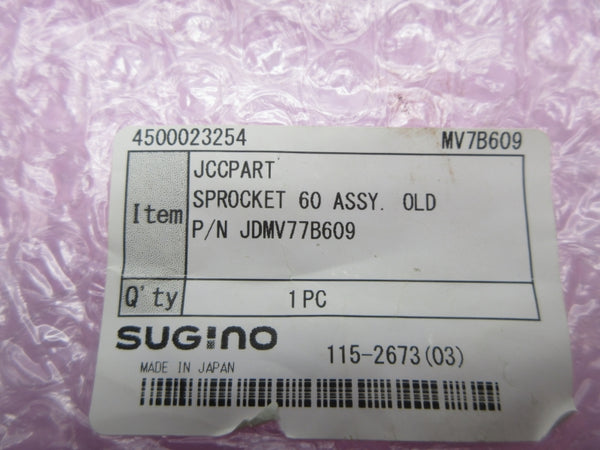 4500023254 MV7B609
JCCPART
SPROCKET 60 ASSY. OLD
Item
P/N JDMV77B609
Q'ty 1PC
SUGINO
115-2673(03)
MADE IN JAPAN